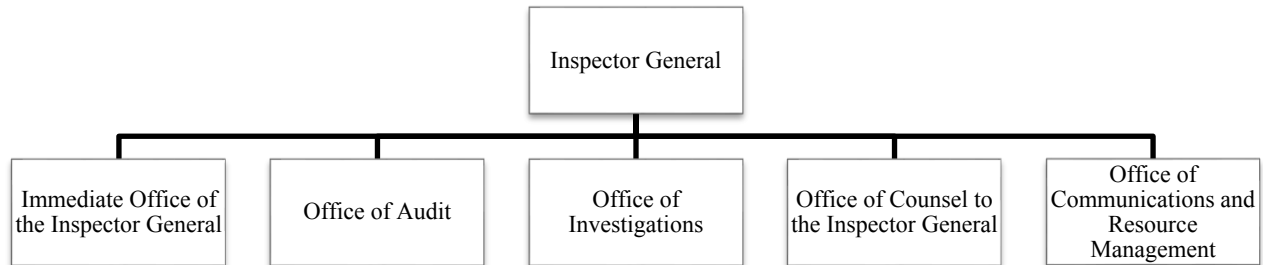 Inspector General
Immediate Office of
the Inspector General
Office of Audit
Office of
Investigations
Office of Counsel to
the Inspector General
Office of
Communications and
Resource
Management